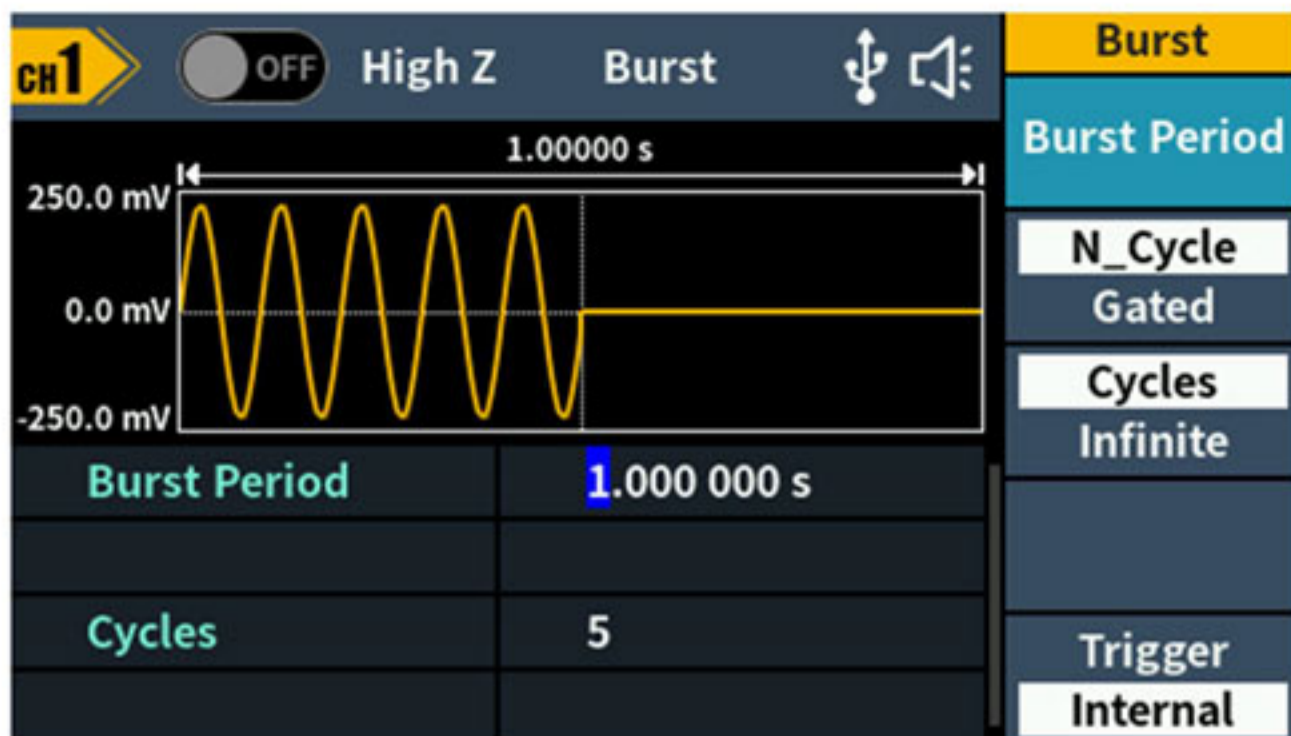 CH1 OFF High Z Burst
Burst
1.00000 s
250.0 mV
0.0 mV
-250.0 mV
Burst Period
N_Cycle
Gated
Cycles
Infinite
Trigger
Internal
Burst Period 1.000 000 s
Cycles 5